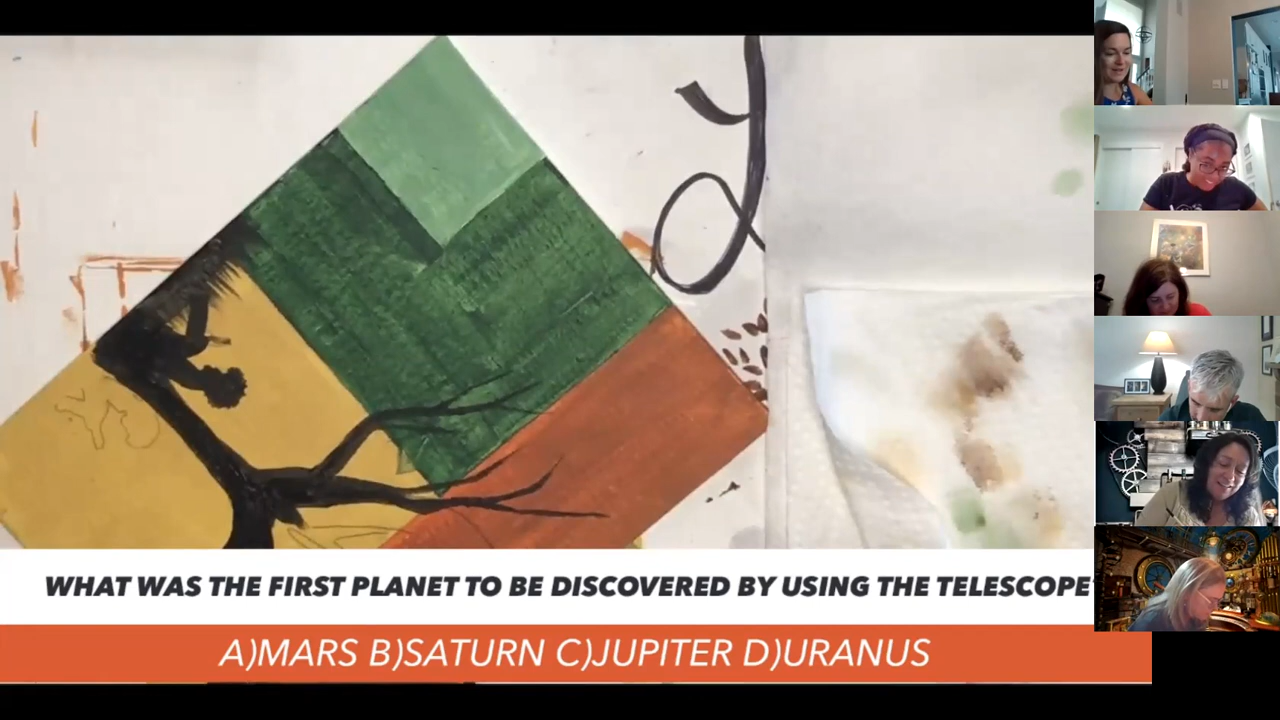 WHAT WAS THE FIRST PLANET TO BE DISCOVERED BY USING THE TELESCOPE?
A)MARS B)SATURN C)JUPITER D)URANUS